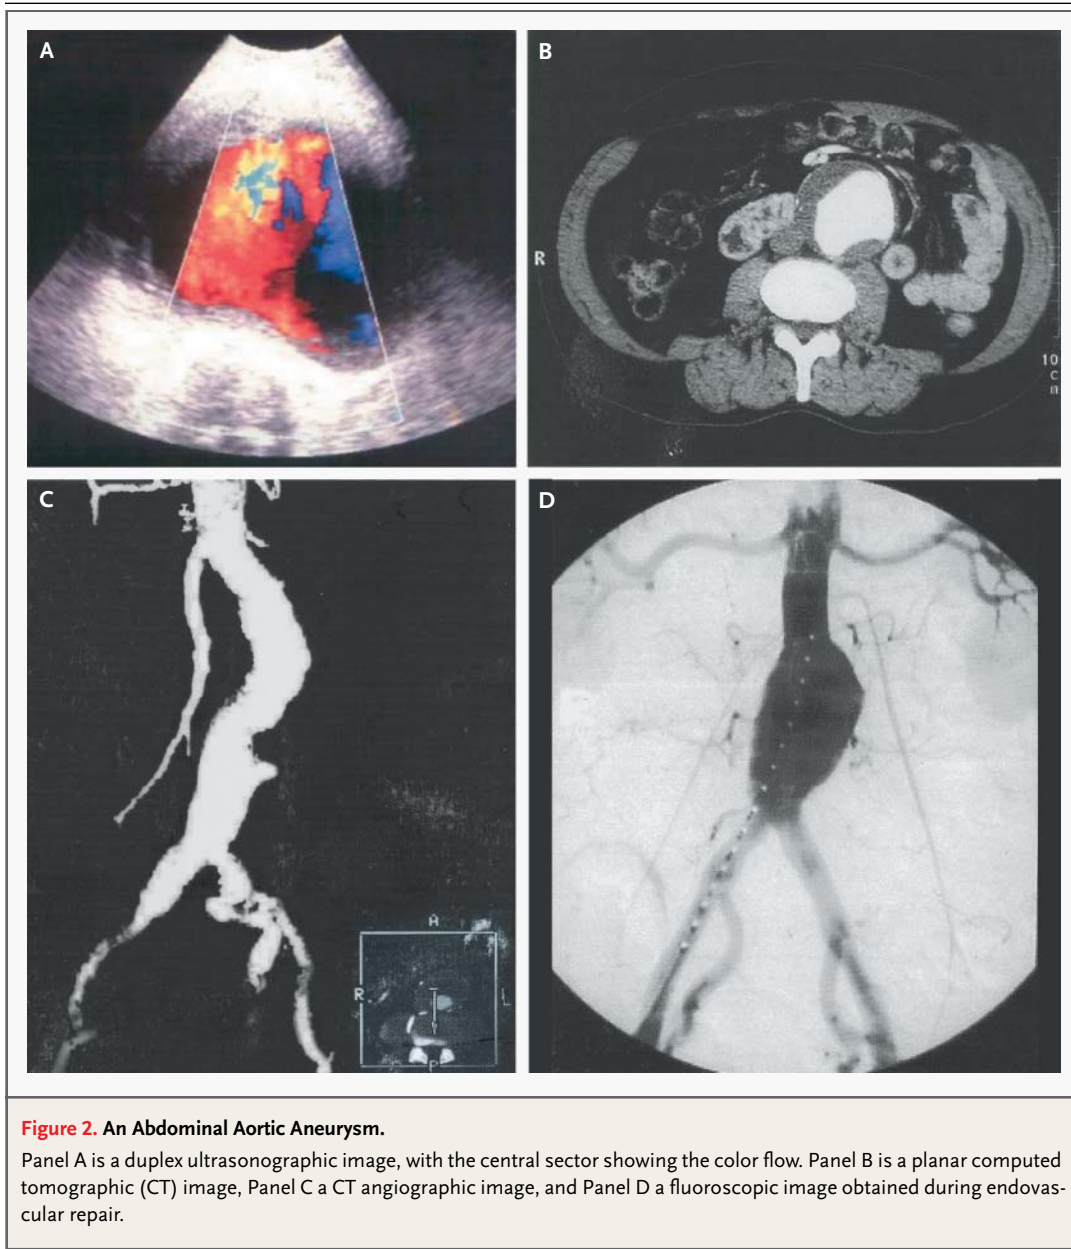 A
B
R
10
C
m
C
D
A
R
L
P
Figure 2. An Abdominal Aortic Aneurysm.
Panel A is a duplex ultrasonographic image, with the central sector showing the color flow. Panel B is a planar computed
tomographic (CT) image, Panel C a CT angiographic image, and Panel D a fluoroscopic image obtained during endovas-
cular repair.